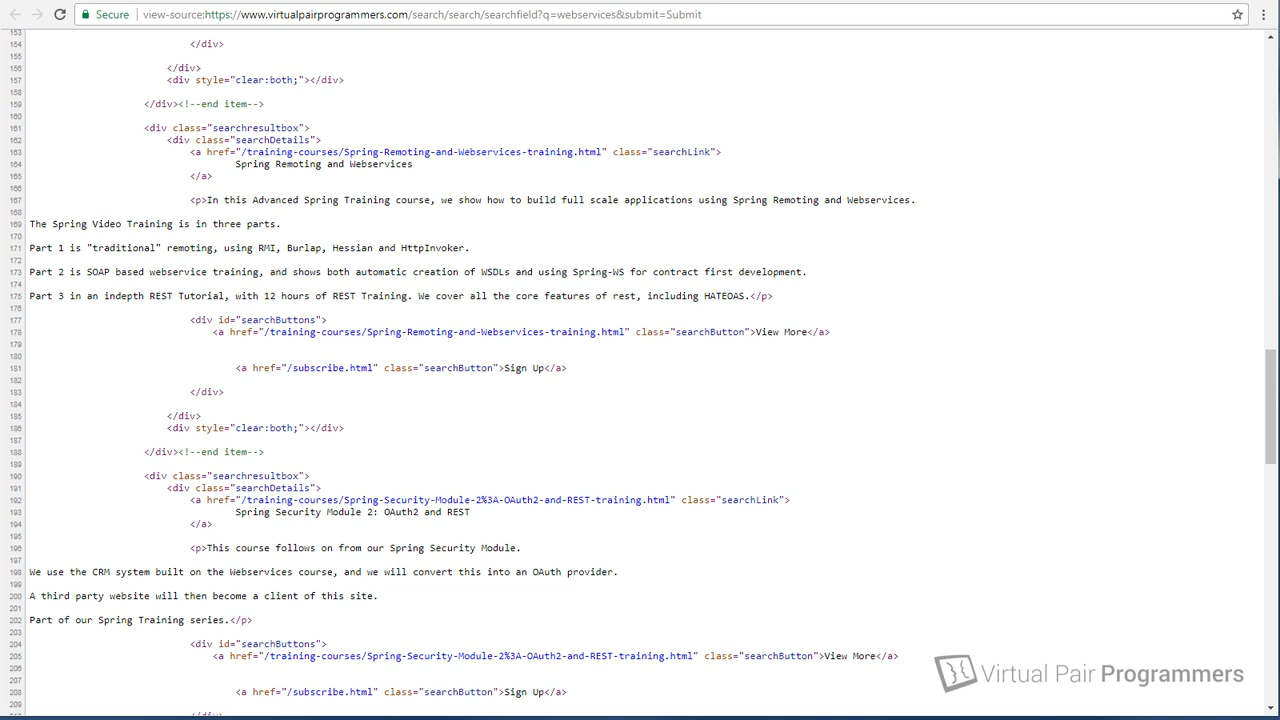 Secure view-source:https://www.virtualpairprogrammers.com/search/search/searchfield?q=webservices&submit=Submit
153
154 </div>
155
156 </div>
157 <div style="clear:both;"></div>
158
159 </div><!--end item-->
160
161 <div class="searchresultbox">
162 <div class="searchDetails">
163 <a href="/training-courses/Spring-Remoting-and-Webservices-training.html" class="searchLink">
164 Spring Remoting and Webservices
165 </a>
166
167 <p>In this Advanced Spring Training course, we show how to build full scale applications using Spring Remoting and Webservices.
168
169 The Spring Video Training is in three parts.
170
171 Part 1 is "traditional" remoting, using RMI, Burlap, Hessian and HttpInvoker.
172
173 Part 2 is SOAP based webservice training, and shows both automatic creation of WSDLs and using Spring-WS for contract first development.
174
175 Part 3 in an indepth REST Tutorial, with 12 hours of REST Training. We cover all the core features of rest, including HATEOAS.</p>
176
177 <div id="searchButtons">
178 <a href="/training-courses/Spring-Remoting-and-Webservices-training.html" class="searchButton">View More</a>
179
180
181 <a href="/subscribe.html" class="searchButton">Sign Up</a>
182
183 </div>
184
185 </div>
186 <div style="clear:both;"></div>
187
188 </div><!--end item-->
189
190 <div class="searchresultbox">
191 <div class="searchDetails">
192 <a href="/training-courses/Spring-Security-Module-2%3A-OAuth2-and-REST-training.html" class="searchLink">
193 Spring Security Module 2: OAuth2 and REST
194 </a>
195
196 <p>This course follows on from our Spring Security Module.
197
198 We use the CRM system built on the Webservices course, and we will convert this into an OAuth provider.
199
200 A third party website will then become a client of this site.
201
202 Part of our Spring Training series.</p>
203
204 <div id="searchButtons">
205 <a href="/training-courses/Spring-Security-Module-2%3A-OAuth2-and-REST-training.html" class="searchButton">View More</a>
206
207
208 <a href="/subscribe.html" class="searchButton">Sign Up</a>
209
</div>
Virtual Pair Programmers